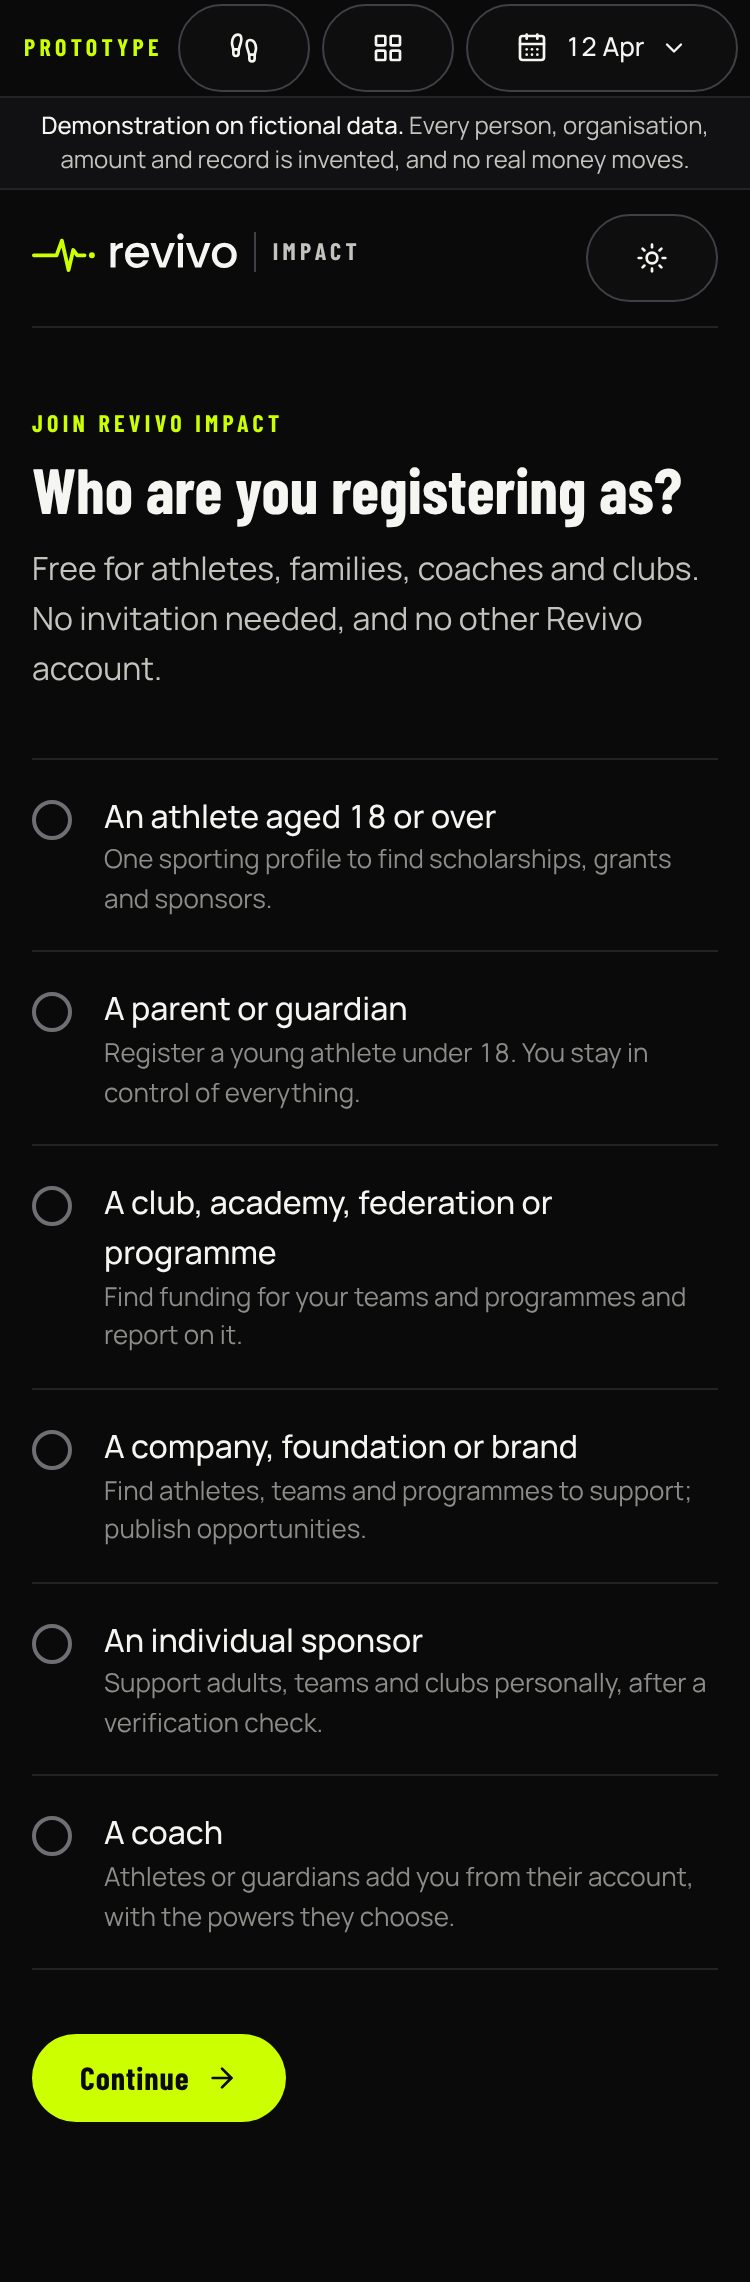 PROTOTYPE
12 Apr
Demonstration on fictional data. Every person, organisation,
amount and record is invented, and no real money moves.
revivo IMPACT
JOIN REVIVO IMPACT
Who are you registering as?
Free for athletes, families, coaches and clubs.
No invitation needed, and no other Revivo
account.
An athlete aged 18 or over
One sporting profile to find scholarships, grants
and sponsors.
A parent or guardian
Register a young athlete under 18. You stay in
control of everything.
A club, academy, federation or
programme
Find funding for your teams and programmes and
report on it.
A company, foundation or brand
Find athletes, teams and programmes to support;
publish opportunities.
An individual sponsor
Support adults, teams and clubs personally, after a
verification check.
A coach
Athletes or guardians add you from their account,
with the powers they choose.
Continue